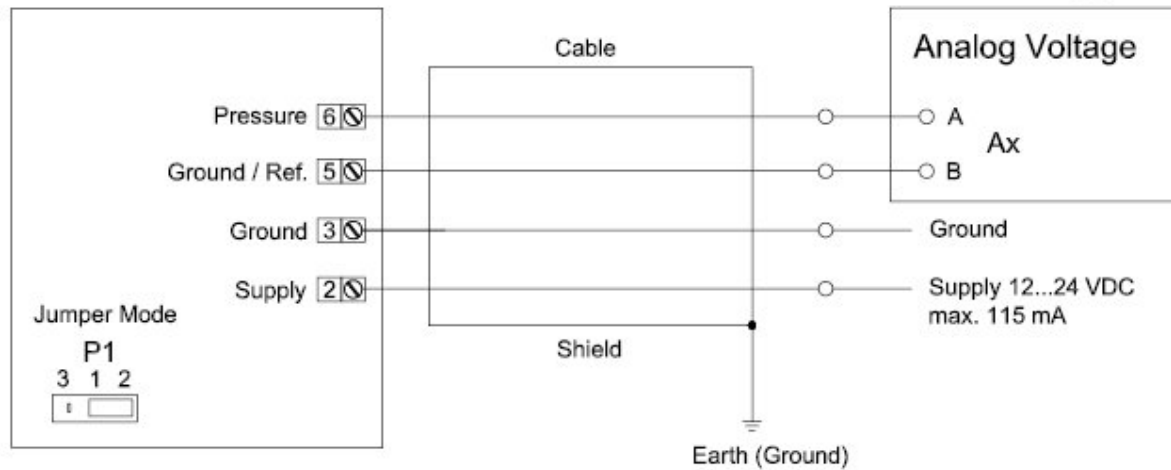 Cable
Analog Voltage
Pressure 6
A
Ax
Ground / Ref. 5
B
Ground 3
Ground
Supply 2
Supply 12...24 VDC
max. 115 mA
Jumper Mode
P1
3 1 2
Shield
Earth (Ground)